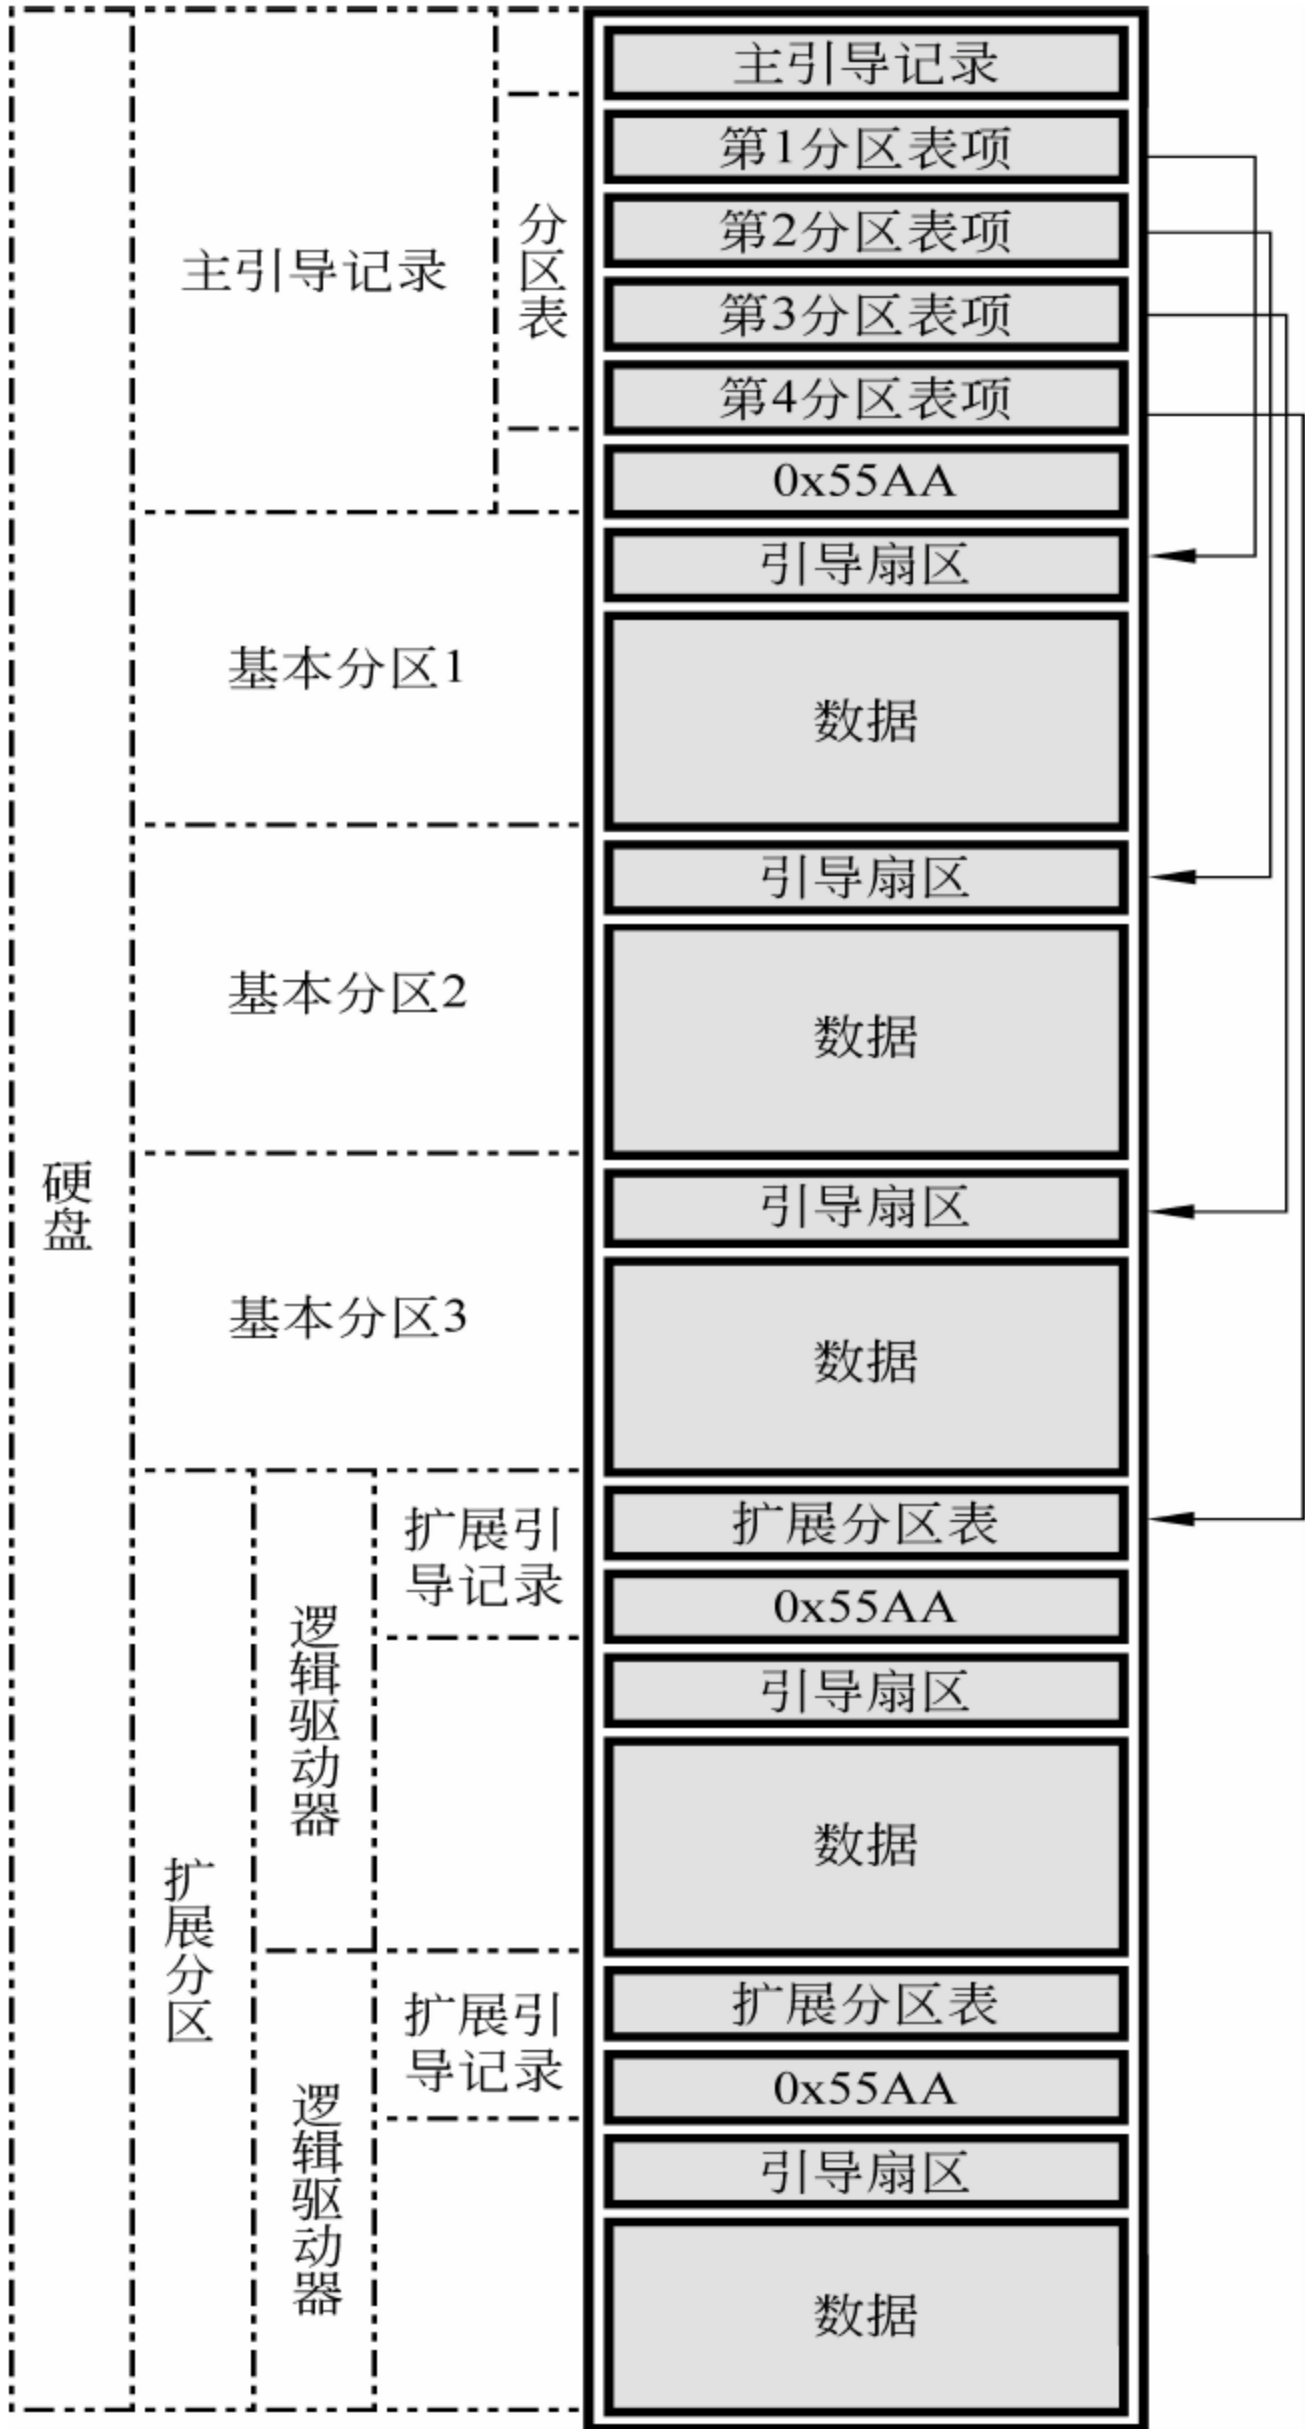 主引导记录
第1分区表项
第2分区表项
第3分区表项
第4分区表项
0x55AA
主引导记录
分区表
引导扇区
数据
基本分区1
引导扇区
数据
基本分区2
引导扇区
数据
基本分区3
硬盘
扩展分区表
0x55AA
扩展引
导记录
引导扇区
数据
逻辑驱动器
扩展分区
扩展分区表
0x55AA
扩展引
导记录
引导扇区
数据
逻辑驱动器